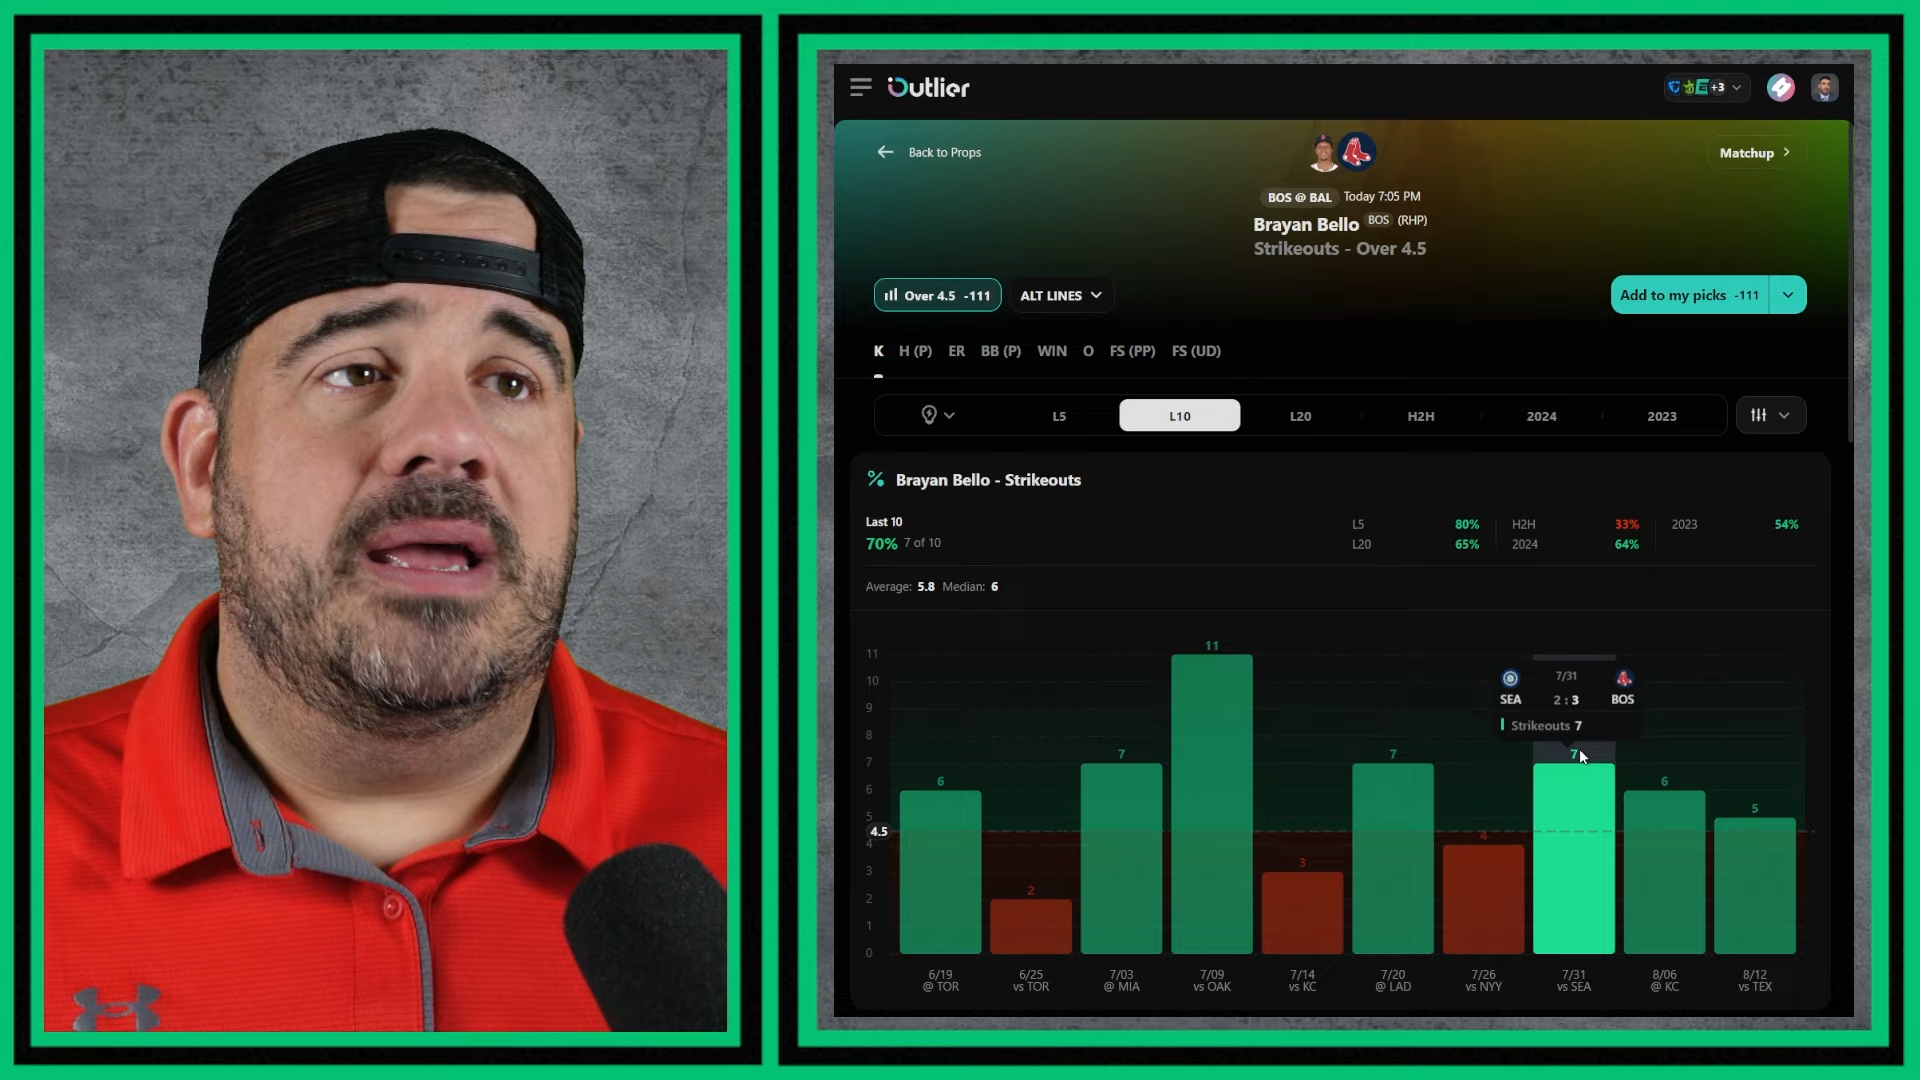 Outlier
+3
Back to Props
Matchup
BOS @ BAL Today 7:05 PM
Brayan Bello BOS (RHP)
Strikeouts - Over 4.5
Over 4.5 -111
ALT LINES
Add to my picks -111
K H (P) ER BB (P) WIN O FS (PP) FS (UD)
L5 L10 L20 H2H 2024 2023
Brayan Bello - Strikeouts
Last 10
70% 7 of 10
L5 80% H2H 33% 2023 54%
L20 65% 2024 64%
Average: 5.8 Median: 6
11
10
9
8
7
6
5
4.5
4
3
2
1
0
6
2
7
11
3
7
4
7
6
5
7/31
SEA 2 : 3 BOS
Strikeouts 7
6/19 6/25 7/03 7/09 7/14 7/20 7/26 7/31 8/06 8/12
@ TOR vs TOR @ MIA vs OAK vs KC @ LAD vs NYY vs SEA @ KC vs TEX